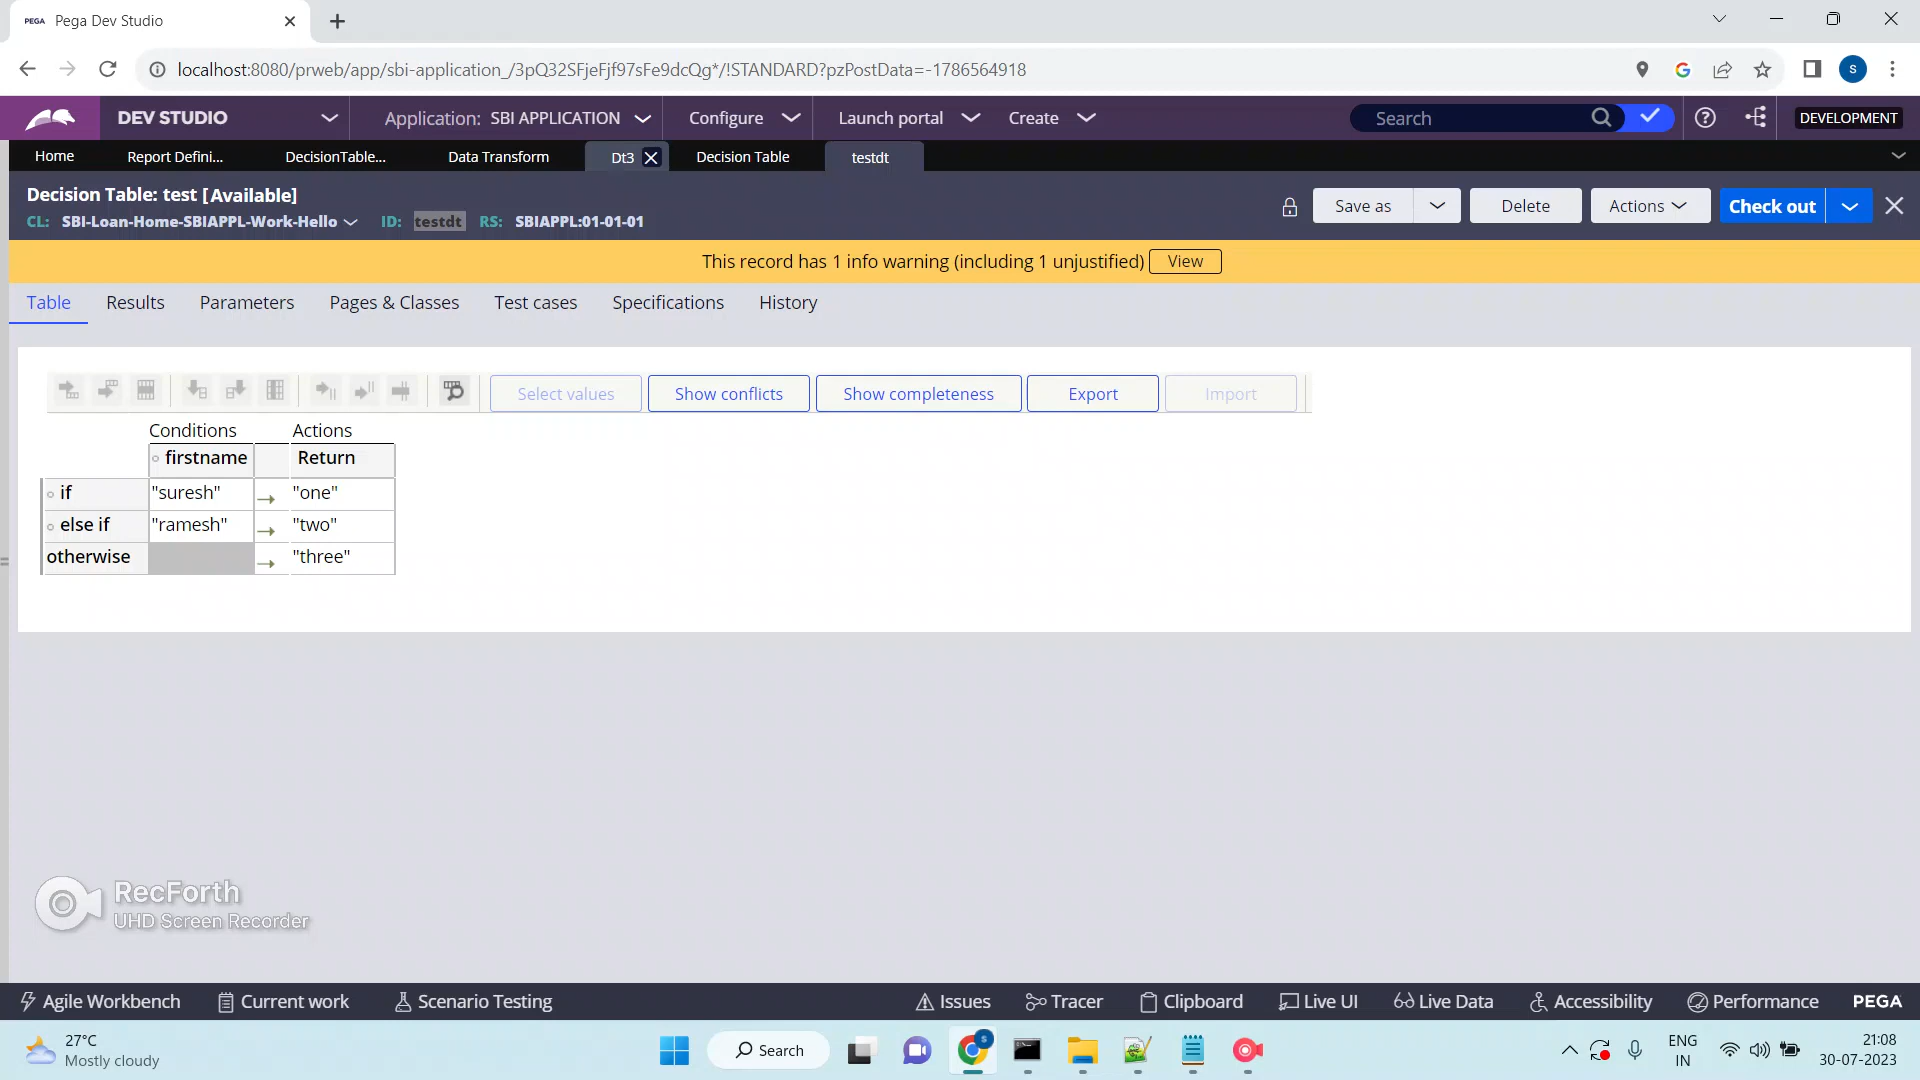 PEGA Pega Dev Studio
localhost:8080/prweb/app/sbi-application_/3pQ32SFjeFjf97sFe9dcQg*/!STANDARD?pzPostData=-1786564918
S
DEV STUDIO Application: SBI APPLICATION Configure Launch portal Create Search DEVELOPMENT
Home Report Defini... DecisionTable... Data Transform Dt3 Decision Table testdt
Decision Table: test [Available]
CL: SBI-Loan-Home-SBIAPPL-Work-Hello ID: testdt RS: SBIAPPL:01-01-01
Save as Delete Actions Check out
This record has 1 info warning (including 1 unjustified) View
Table Results Parameters Pages & Classes Test cases Specifications History
Select values Show conflicts Show completeness Export Import
Conditions Actions
firstname Return
if "suresh" "one"
else if "ramesh" "two"
otherwise "three"
RecForth
UHD Screen Recorder
Agile Workbench Current work Scenario Testing Issues Tracer Clipboard Live UI Live Data Accessibility Performance PEGA
27°C
Mostly cloudy
Search
S
ENG
IN
21:08
30-07-2023